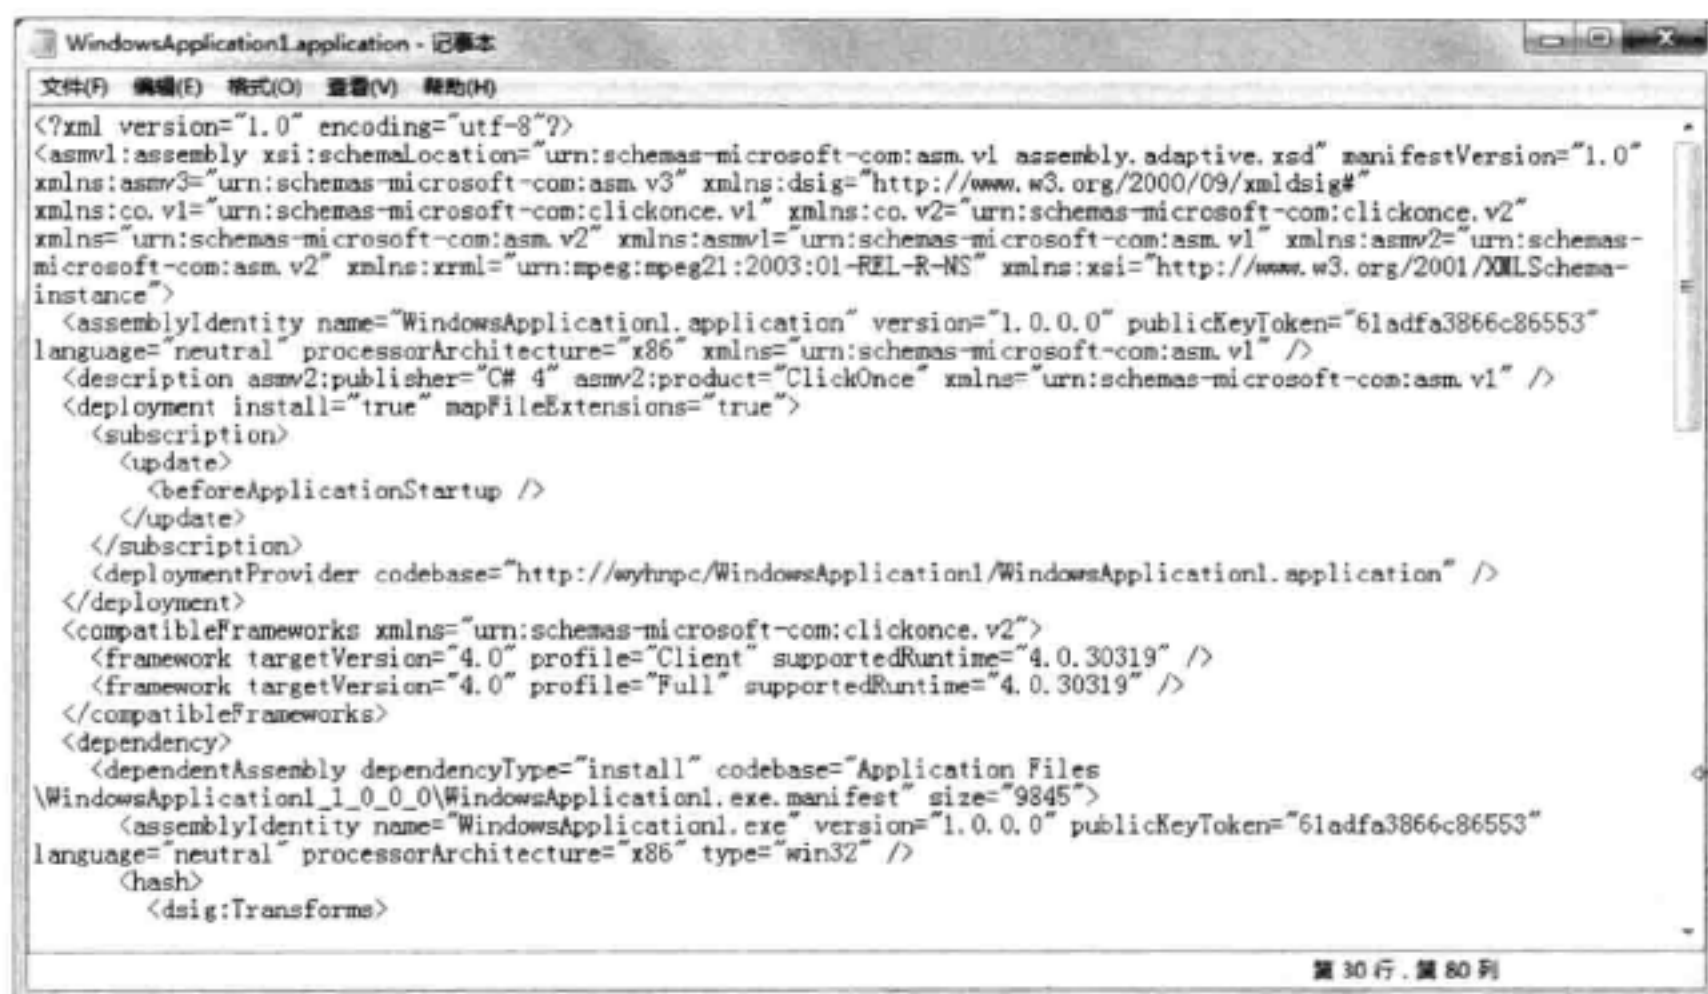 WindowsApplication1.application - 记事本
文件(F) 编辑(E) 格式(O) 查看(V) 帮助(H)
<?xml version="1.0" encoding="utf-8"?>
<asmv1:assembly xsi:schemaLocation="urn:schemas-microsoft-com:asm.v1 assembly.adaptive.xsd" manifestVersion="1.0"
xmlns:asmv3="urn:schemas-microsoft-com:asm.v3" xmlns:dsig="http://www.w3.org/2000/09/xmldsig#"
xmlns:co.v1="urn:schemas-microsoft-com:clickonce.v1" xmlns:co.v2="urn:schemas-microsoft-com:clickonce.v2"
xmlns="urn:schemas-microsoft-com:asm.v2" xmlns:asmv1="urn:schemas-microsoft-com:asm.v1" xmlns:asmv2="urn:schemas-
microsoft-com:asm.v2" xmlns:xrml="urn:mpeg:mpeg21:2003:01-REL-R-NS" xmlns:xsi="http://www.w3.org/2001/XMLSchema-
instance">
  <assemblyIdentity name="WindowsApplication1.application" version="1.0.0.0" publicKeyToken="61adfa3866c86553"
language="neutral" processorArchitecture="x86" xmlns="urn:schemas-microsoft-com:asm.v1" />
  <description asmv2:publisher="C# 4" asmv2:product="ClickOnce" xmlns="urn:schemas-microsoft-com:asm.v1" />
  <deployment install="true" mapFileExtensions="true">
    <subscription>
      <update>
        <beforeApplicationStartup />
      </update>
    </subscription>
    <deploymentProvider codebase="http://wyhnpc/WindowsApplication1/WindowsApplication1.application" />
  </deployment>
  <compatibleFrameworks xmlns="urn:schemas-microsoft-com:clickonce.v2">
    <framework targetVersion="4.0" profile="Client" supportedRuntime="4.0.30319" />
    <framework targetVersion="4.0" profile="Full" supportedRuntime="4.0.30319" />
  </compatibleFrameworks>
  <dependency>
    <dependentAssembly dependencyType="install" codebase="Application Files
\WindowsApplication1_1_0_0_0\WindowsApplication1.exe.manifest" size="9845">
      <assemblyIdentity name="WindowsApplication1.exe" version="1.0.0.0" publicKeyToken="61adfa3866c86553"
language="neutral" processorArchitecture="x86" type="win32" />
      <hash>
        <dsig:Transforms>
第 30 行 , 第 80 列